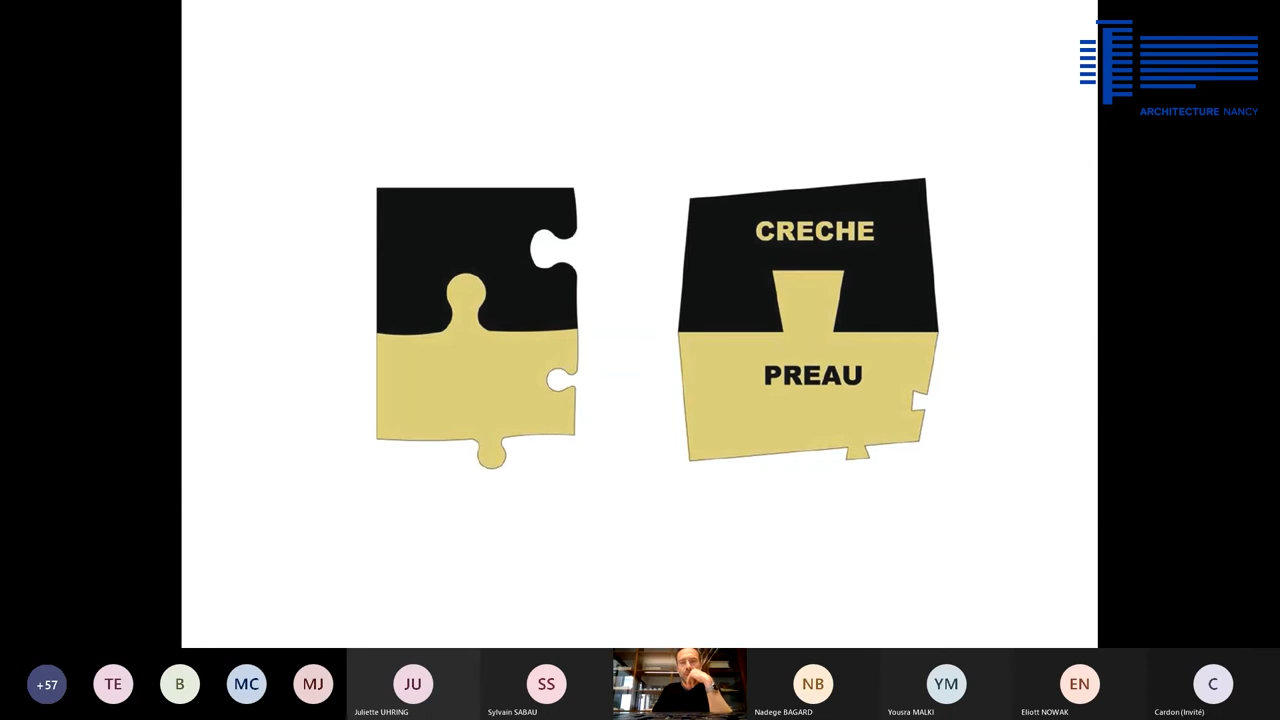 ARCHITECTURE NANCY
CRECHE
PREAU
+57
TE
B
MC
MJ
JU
SS
NB
YM
EN
C
Juliette UHRING
Sylvain SABAU
Nadege BAGARD
Yousra MALKI
Eliott NOWAK
Cardon (Invité)